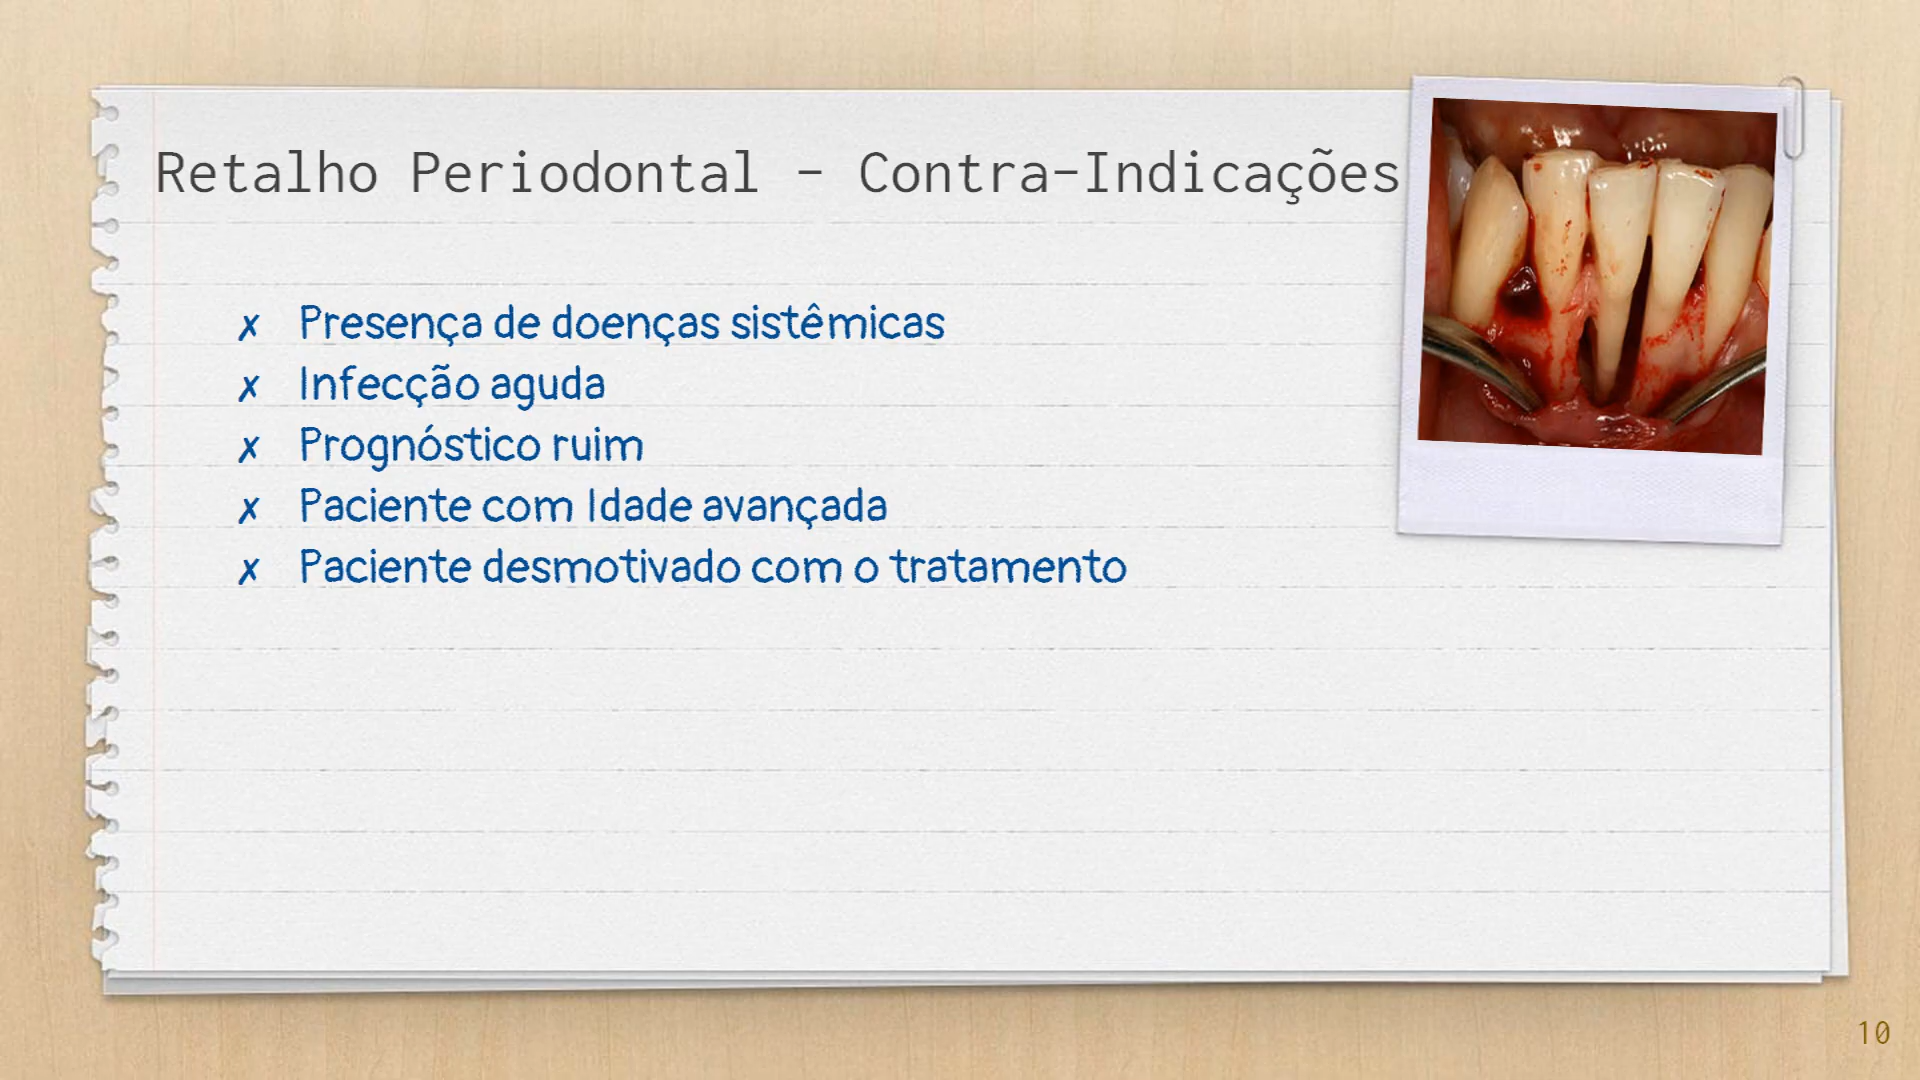 Retalho Periodontal - Contra-Indicações
✗ Presença de doenças sistêmicas
✗ Infecção aguda
✗ Prognóstico ruim
✗ Paciente com Idade avançada
✗ Paciente desmotivado com o tratamento
10